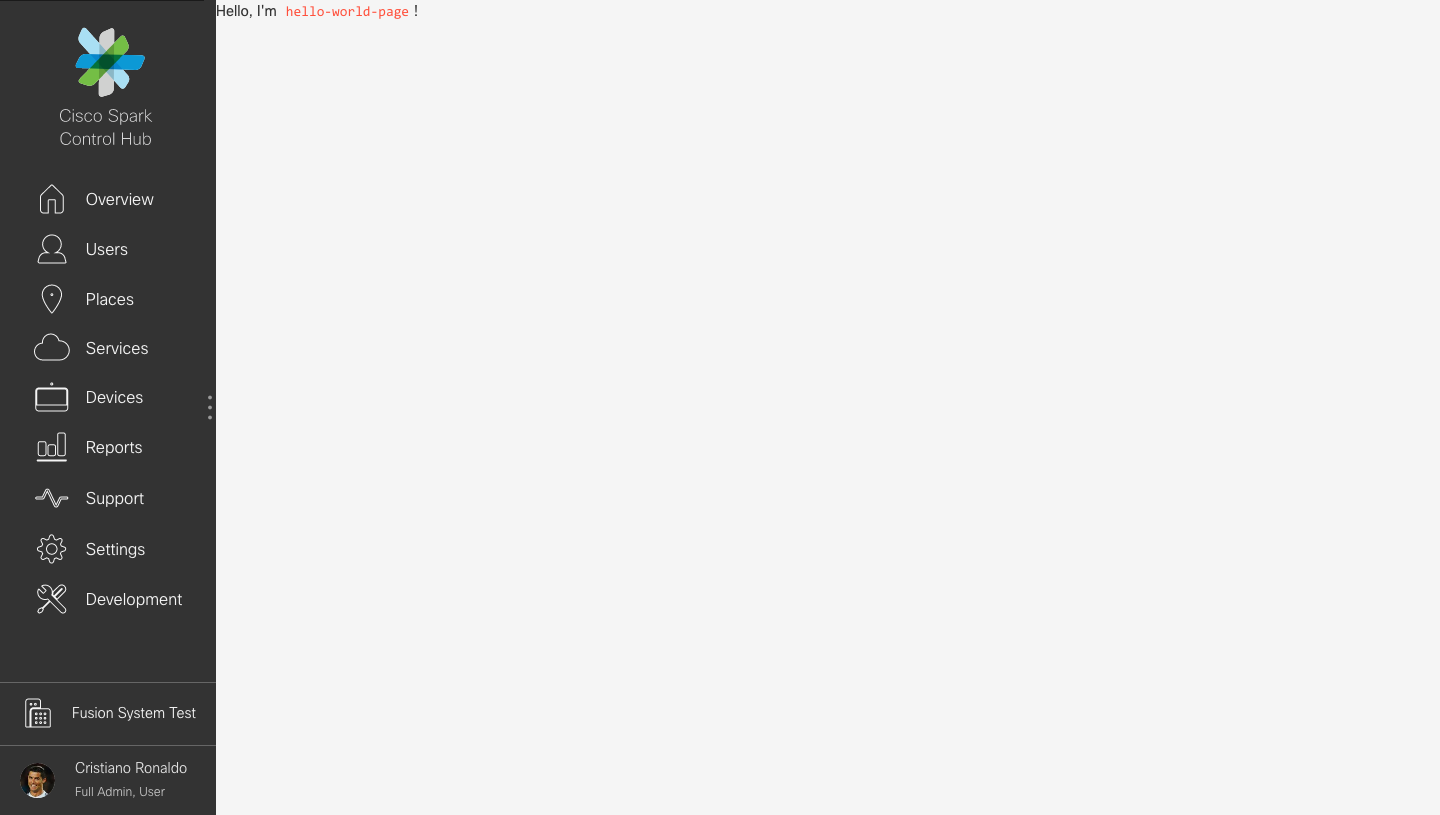 Hello, I'm hello-world-page !
Cisco Spark
Control Hub
Overview
Users
Places
Services
Devices
Reports
Support
Settings
Development
Fusion System Test
Cristiano Ronaldo
Full Admin, User